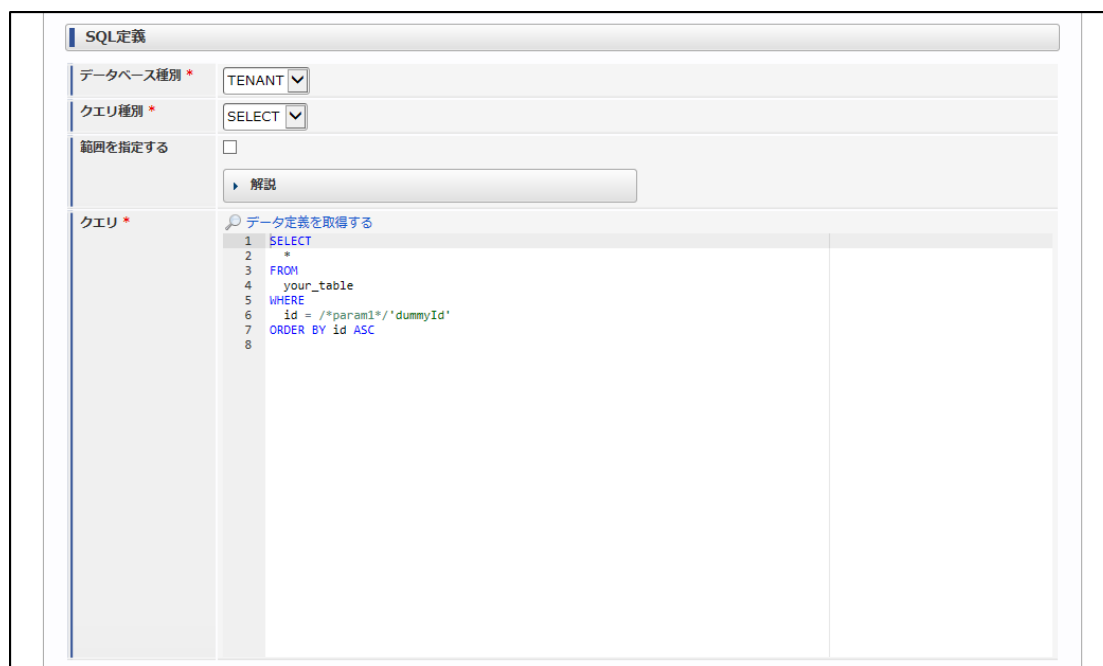 SQL定義
データベース種別 *
TENANT
クエリ種別 *
SELECT
範囲を指定する
解説
クエリ *
データ定義を取得する
1 SELECT
2   *
3 FROM
4   your_table
5 WHERE
6   id = /*param1*/'dummyId'
7 ORDER BY id ASC
8